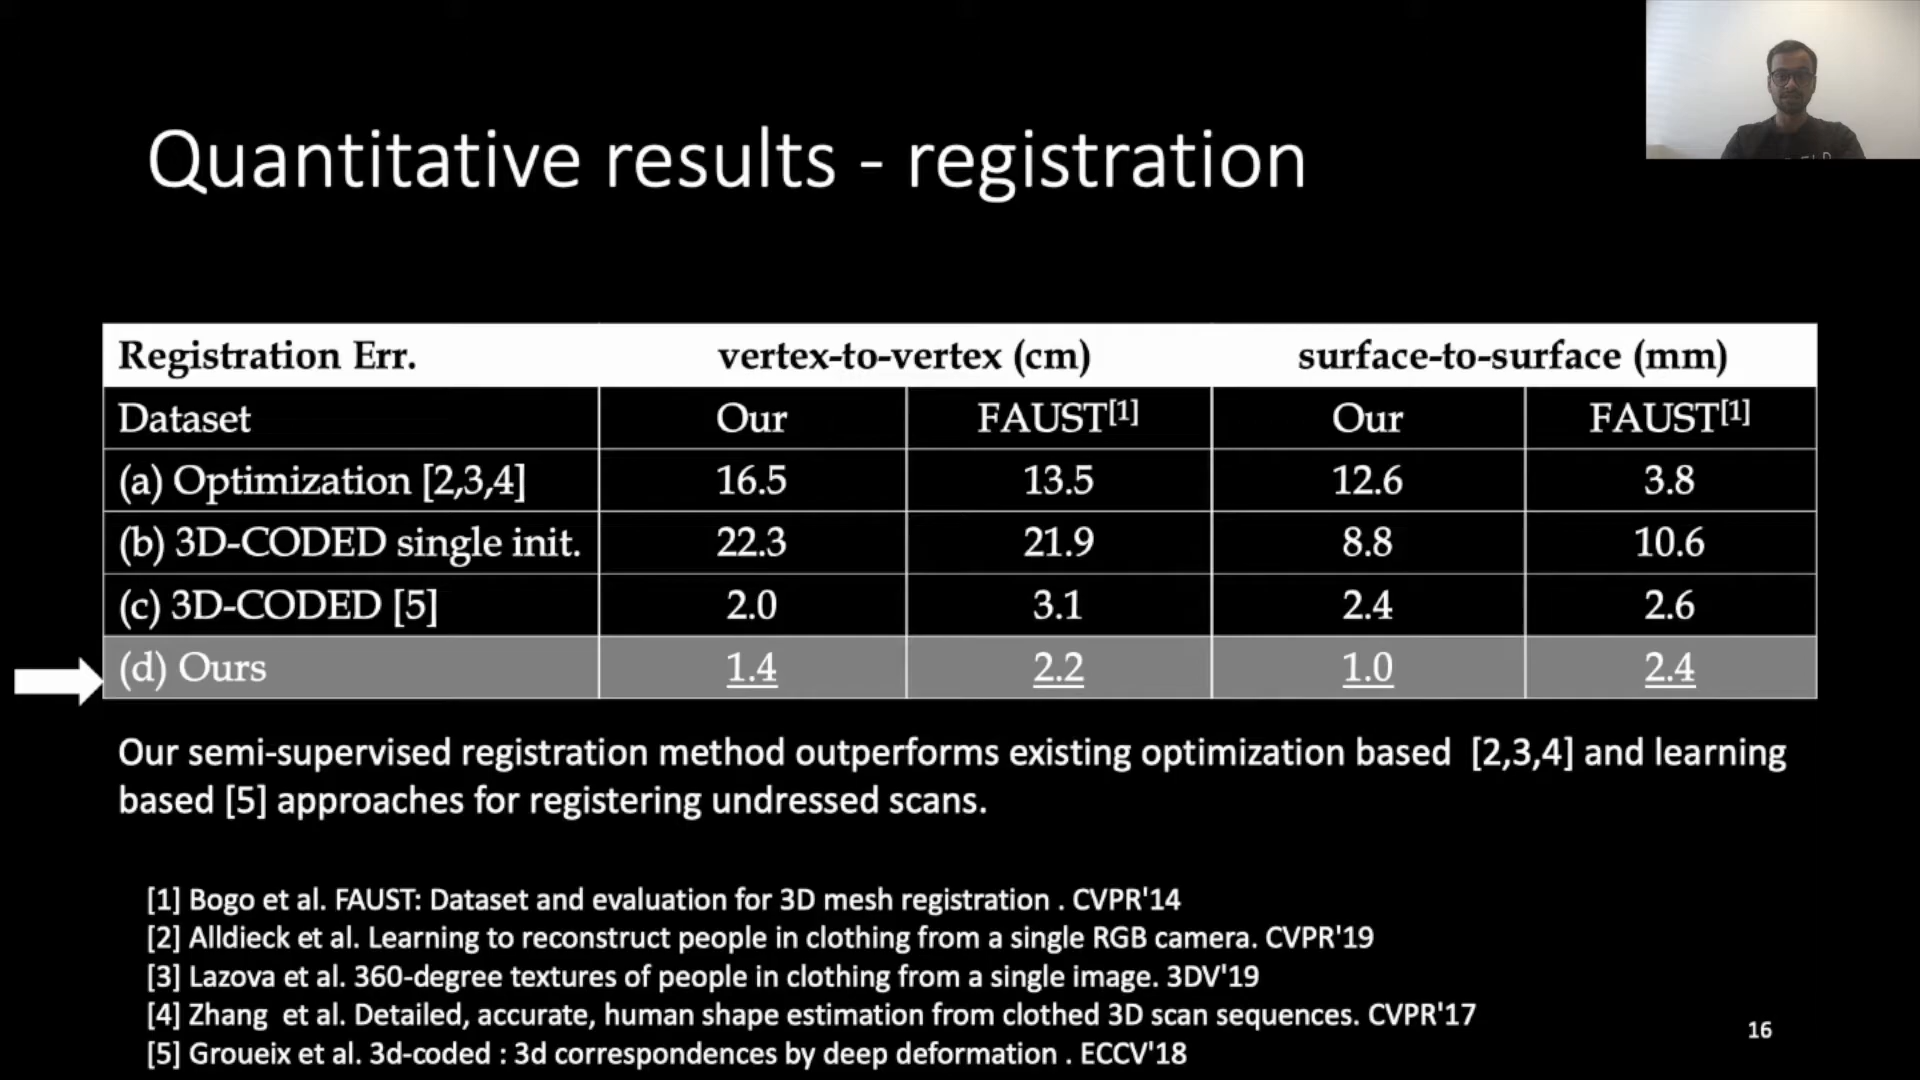 Quantitative results - registration
Registration Err. vertex-to-vertex (cm) surface-to-surface (mm)
Dataset Our FAUST[1] Our FAUST[1]
(a) Optimization [2,3,4] 16.5 13.5 12.6 3.8
(b) 3D-CODED single init. 22.3 21.9 8.8 10.6
(c) 3D-CODED [5] 2.0 3.1 2.4 2.6
(d) Ours 1.4 2.2 1.0 2.4
Our semi-supervised registration method outperforms existing optimization based [2,3,4] and learning
based [5] approaches for registering undressed scans.
[1] Bogo et al. FAUST: Dataset and evaluation for 3D mesh registration . CVPR'14
[2] Alldieck et al. Learning to reconstruct people in clothing from a single RGB camera. CVPR'19
[3] Lazova et al. 360-degree textures of people in clothing from a single image. 3DV'19
[4] Zhang et al. Detailed, accurate, human shape estimation from clothed 3D scan sequences. CVPR'17
[5] Groueix et al. 3d-coded : 3d correspondences by deep deformation . ECCV'18
16